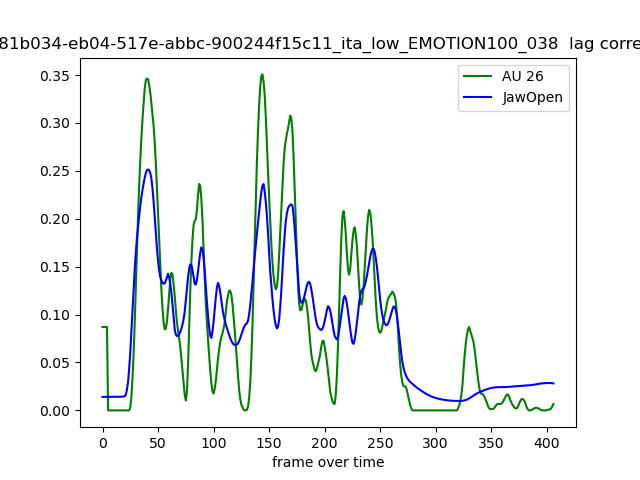 81b034-eb04-517e-abbc-900244f15c11_ita_low_EMOTION100_038 lag corre
AU 26
JawOpen
0.35
0.30
0.25
0.20
0.15
0.10
0.05
0.00
0 50 100 150 200 250 300 350 400
frame over time